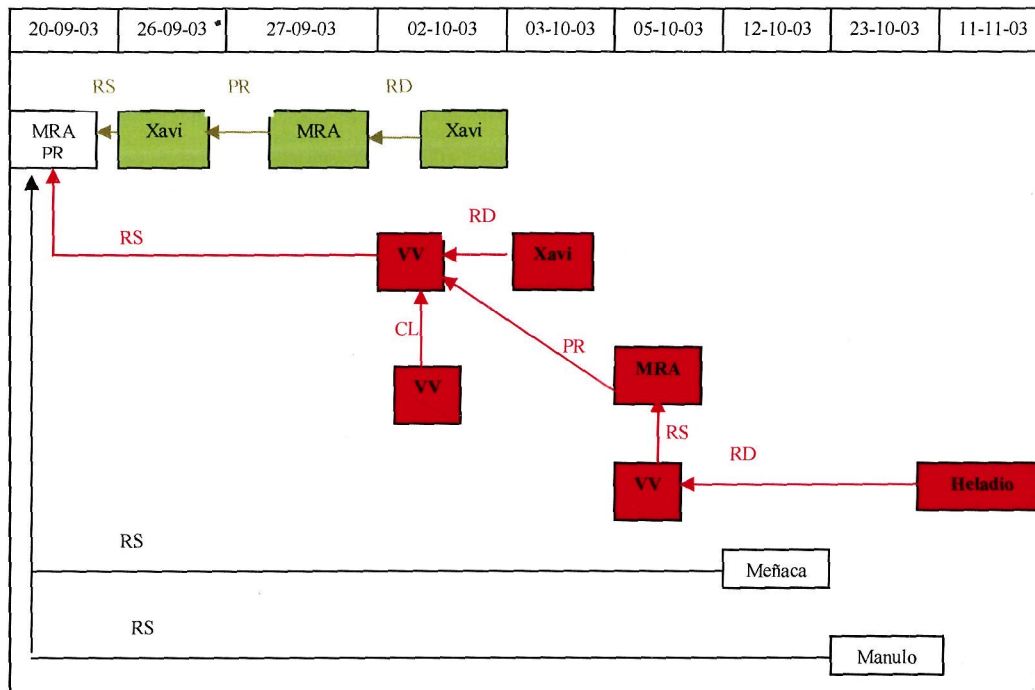 20-09-03 26-09-03 27-09-03 02-10-03 03-10-03 05-10-03 12-10-03 23-10-03 11-11-03
RS PR RD
MRA Xavi MRA Xavi
PR
RD
RS
VV Xavi
CL
PR
VV
MRA
RS
RD
VV Heladio
RS
Meñaca
RS
Manulo